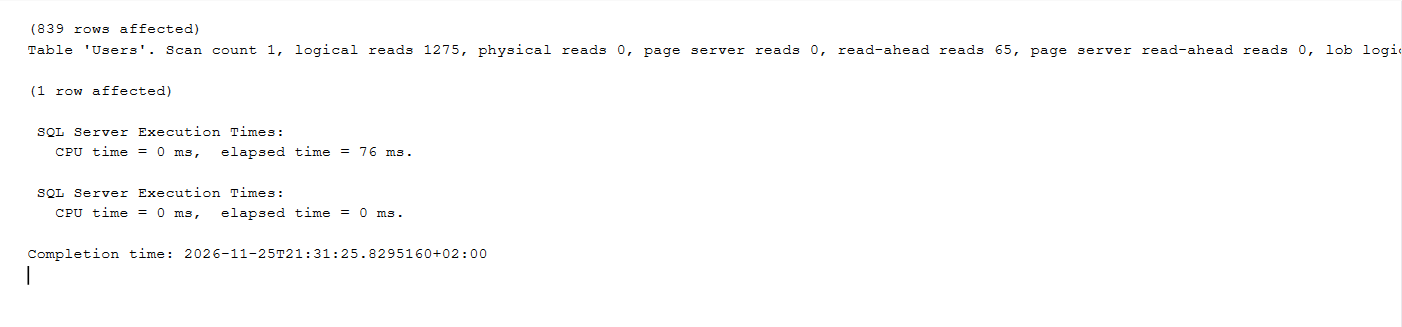 (839 rows affected)
Table 'Users'. Scan count 1, logical reads 1275, physical reads 0, page server reads 0, read-ahead reads 65, page server read-ahead reads 0, lob
(1 row affected)
SQL Server Execution Times:
CPU time = 0 ms, elapsed time = 76 ms.
SQL Server Execution Times:
CPU time = 0 ms, elapsed time = 0 ms.
Completion time: 2026-11-25T21:31:25.8295160+02:00